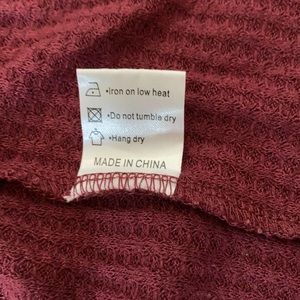 •Iron on low heat
•Do not tumble dry
•Hang dry
MADE IN CHINA